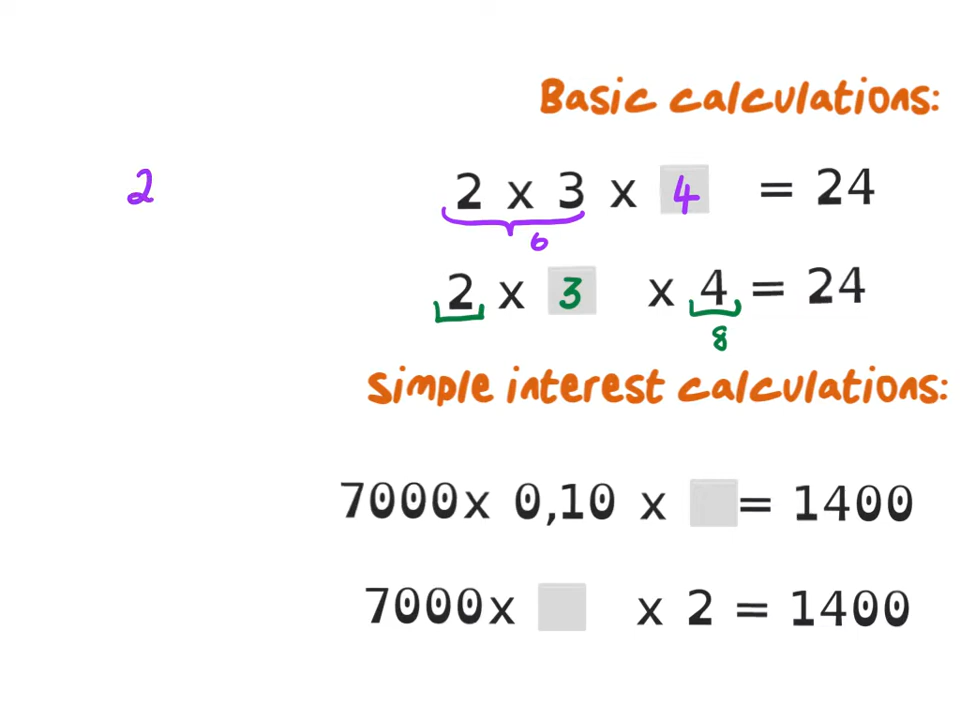 Basic calculations:
2 2 x 3 x 4 = 24
6
2 x 3 x 4 = 24
8
Simple interest calculations:
7000x 0,10 x = 1400
7000x x 2 = 1400